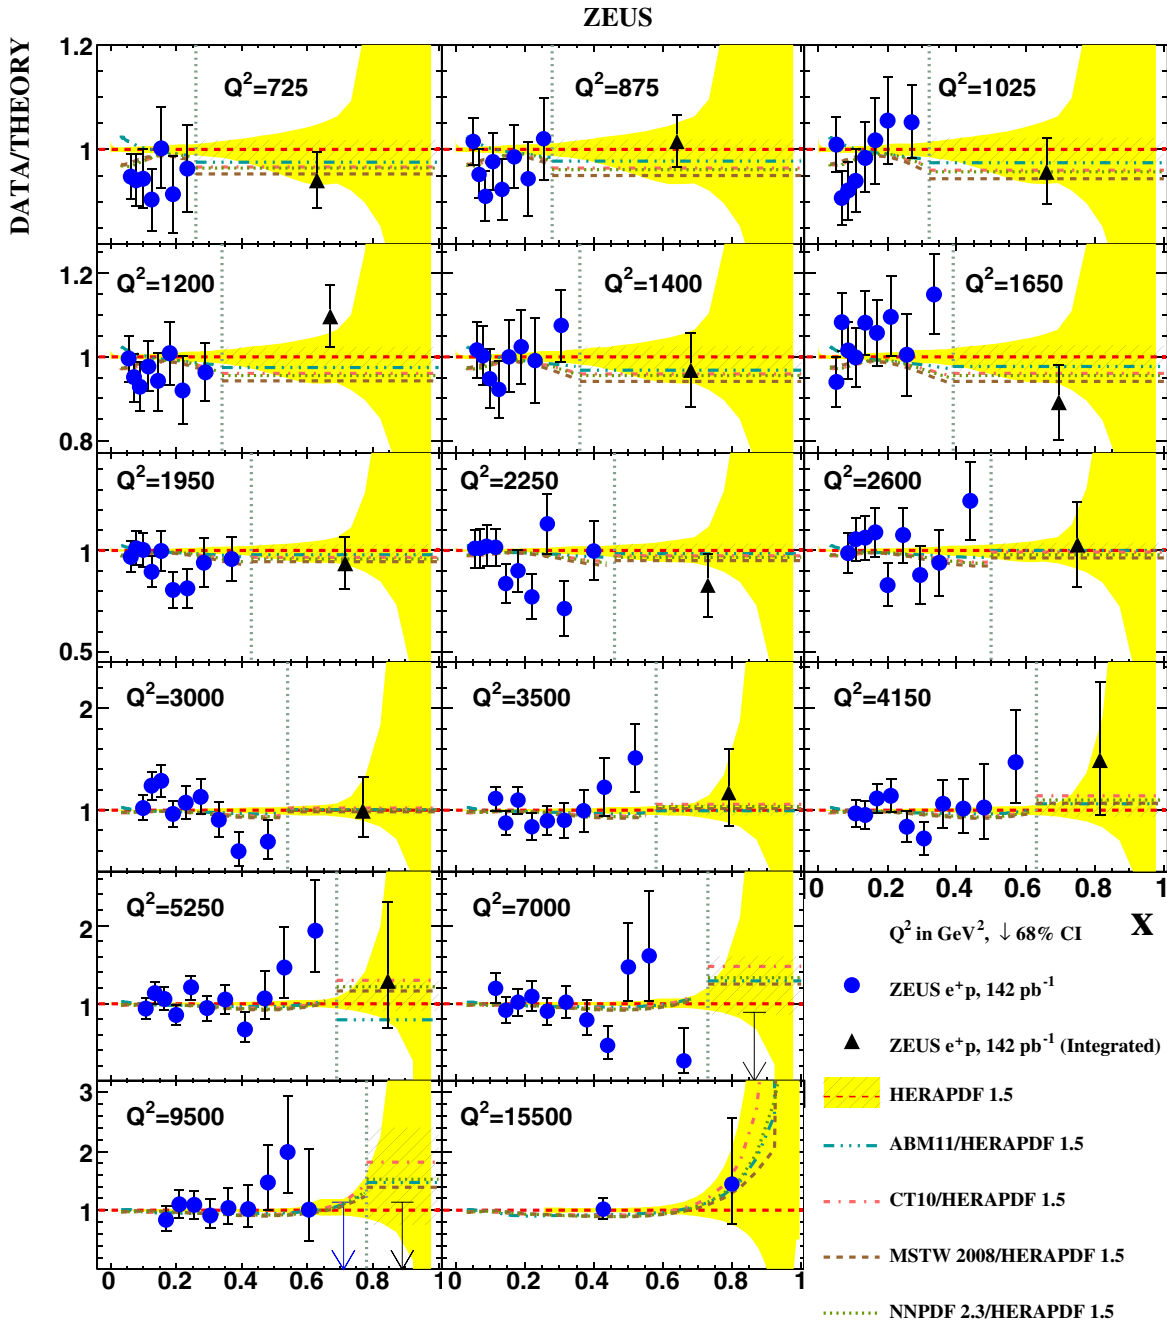 ZEUS
DATA/THEORY
1.2
1
Q²=725
Q²=875
Q²=1025
1.2
1
0.8
Q²=1200
Q²=1400
Q²=1650
1
0.5
Q²=1950
Q²=2250
Q²=2600
2
1
Q²=3000
Q²=3500
Q²=4150
0 0.2 0.4 0.6 0.8 1
2
1
Q²=5250
Q²=7000
x
Q² in GeV², ↓ 68% CI
ZEUS e⁺p, 142 pb⁻¹
ZEUS e⁺p, 142 pb⁻¹ (Integrated)
3
2
1
Q²=9500
Q²=15500
HERAPDF 1.5
ABM11/HERAPDF 1.5
CT10/HERAPDF 1.5
MSTW 2008/HERAPDF 1.5
NNPDF 2.3/HERAPDF 1.5
0 0.2 0.4 0.6 0.8
0 0.2 0.4 0.6 0.8 1